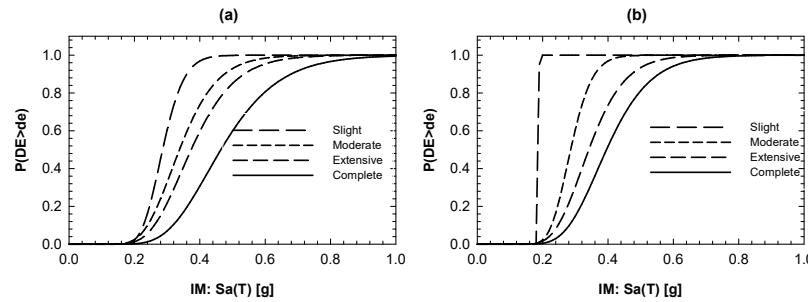 (a)
P(DE>de)
1.0
0.8
0.6
0.4
0.2
0.0
Slight
Moderate
Extensive
Complete
0.0 0.2 0.4 0.6 0.8 1.0
IM: Sa(T) [g]
(b)
P(DE>de)
1.0
0.8
0.6
0.4
0.2
0.0
Slight
Moderate
Extensive
Complete
0.0 0.2 0.4 0.6 0.8 1.0
IM: Sa(T) [g]